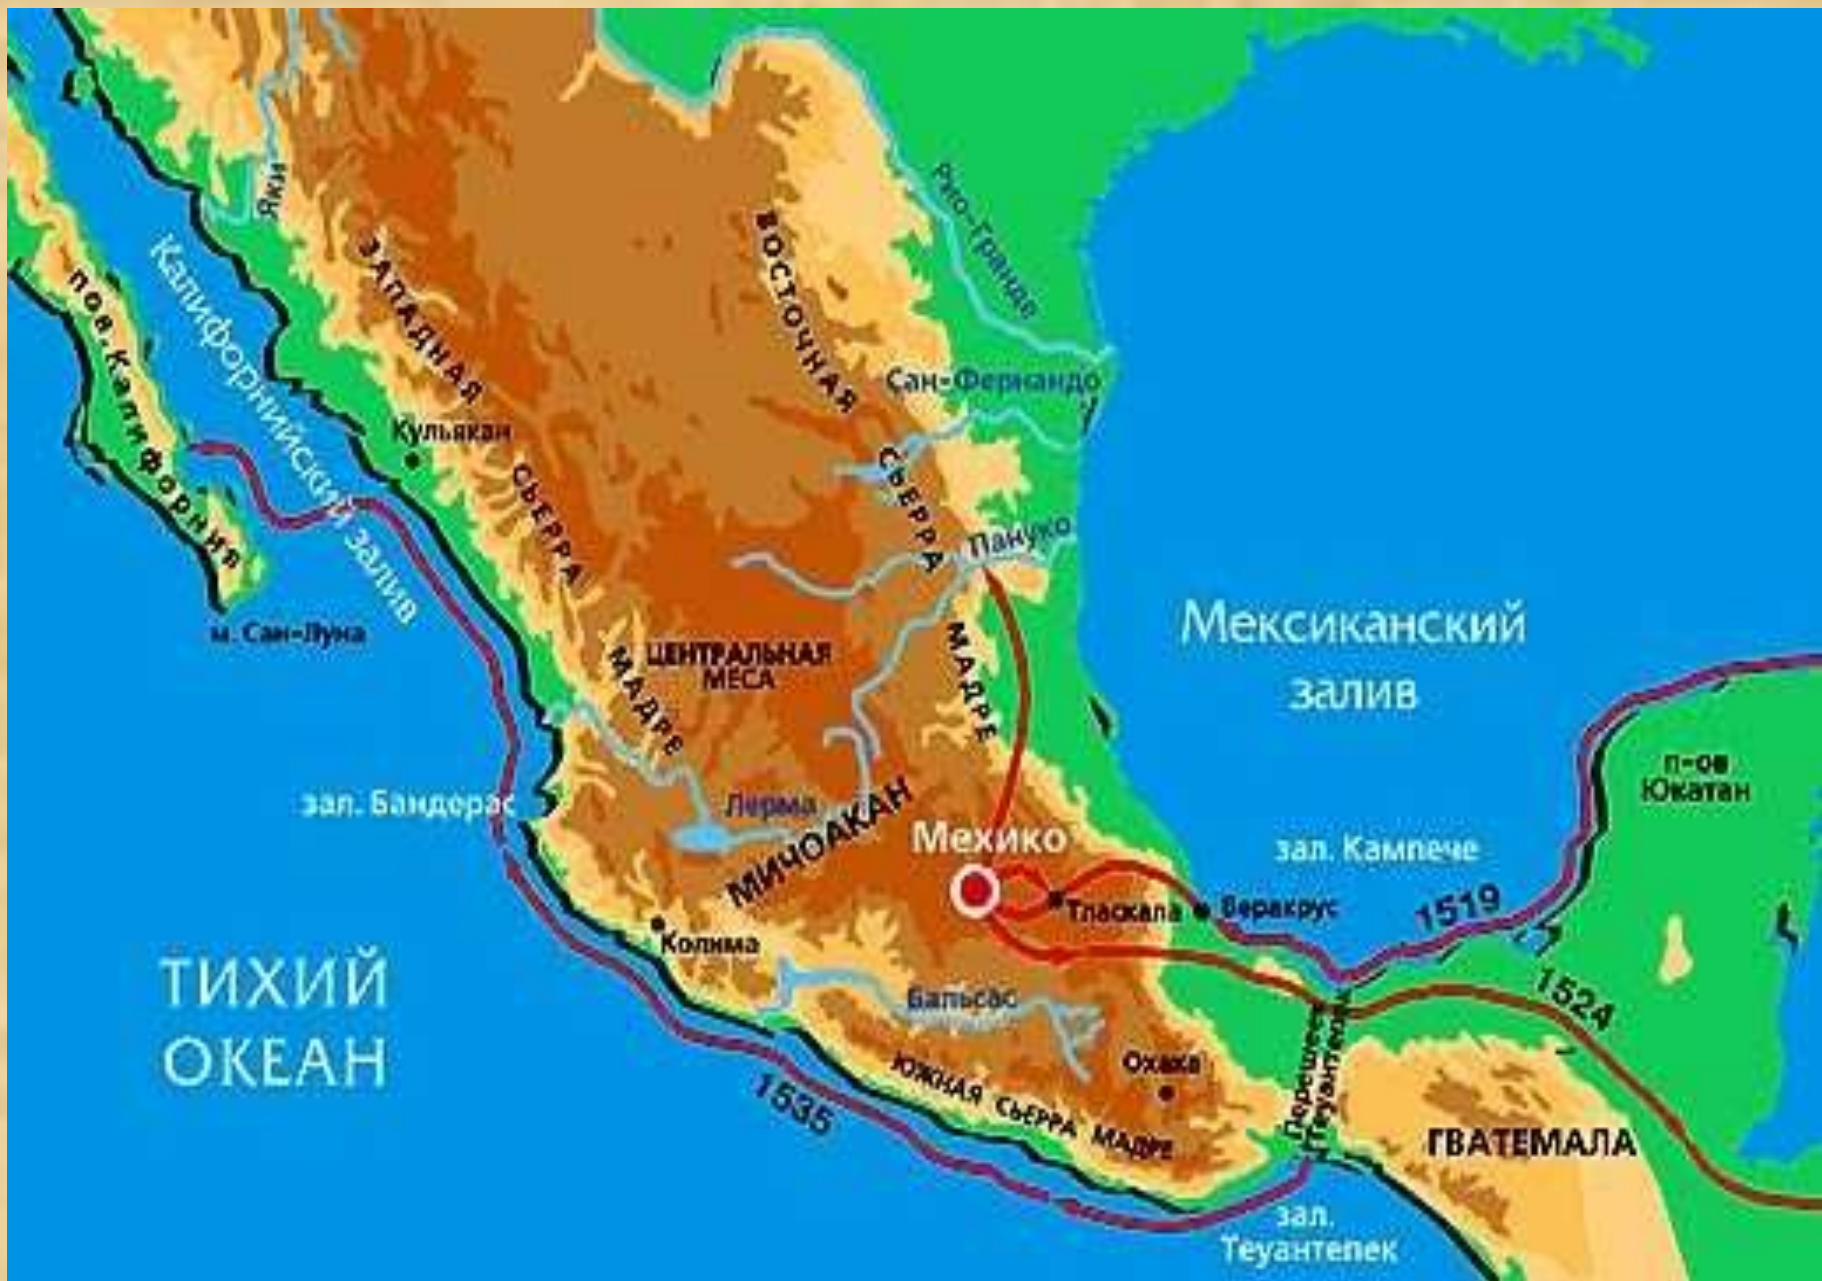 Яки
Рио-Гранде
Калифорнийский залив
пов. Калифорния
ЗАПАДНАЯ СЬЕРРА МАДРЕ
ВОСТОЧНАЯ СЬЕРРА МАДРЕ
Сан-Фернандо
Кульякан
Пануко
м. Сан-Луна
ЦЕНТРАЛЬНАЯ
МЕСА
Мексиканский
залив
п-ов
Юкатан
зал. Бандерас
Лерма
МИЧОАКАН
Мехико
зал. Кампече
Тласкала
Веракрус
1519
Колима
ТИХИЙ
ОКЕАН
Бальсас
1524
Перешеек
Теуантепек
Охака
ЮЖНАЯ СЬЕРРА МАДРЕ
1535
ГВАТЕМАЛА
зал.
Теуантепек